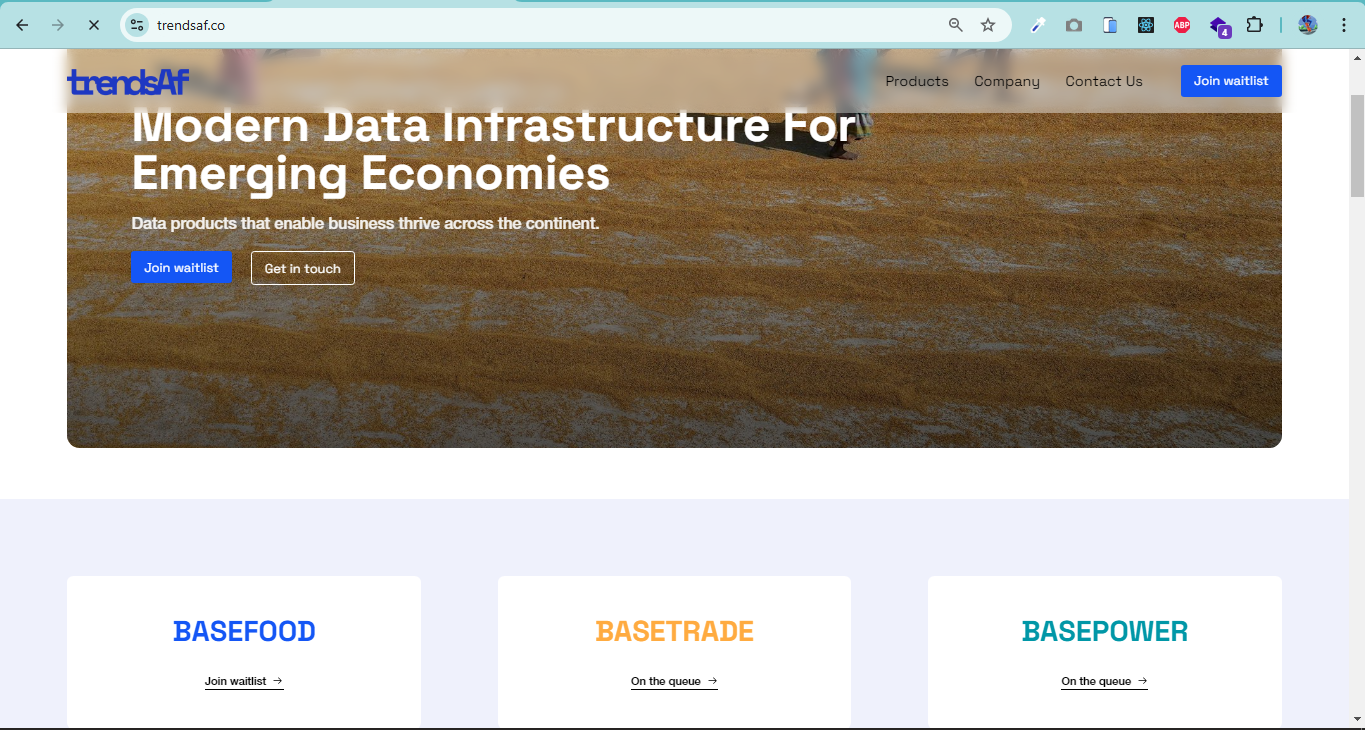 trendsaf.co
ABP
4
trendsAf
Products Company Contact Us Join waitlist
Modern Data Infrastructure For
Emerging Economies
Data products that enable business thrive across the continent.
Join waitlist Get in touch
BASEFOOD BASETRADE BASEPOWER
Join waitlist → On the queue → On the queue →